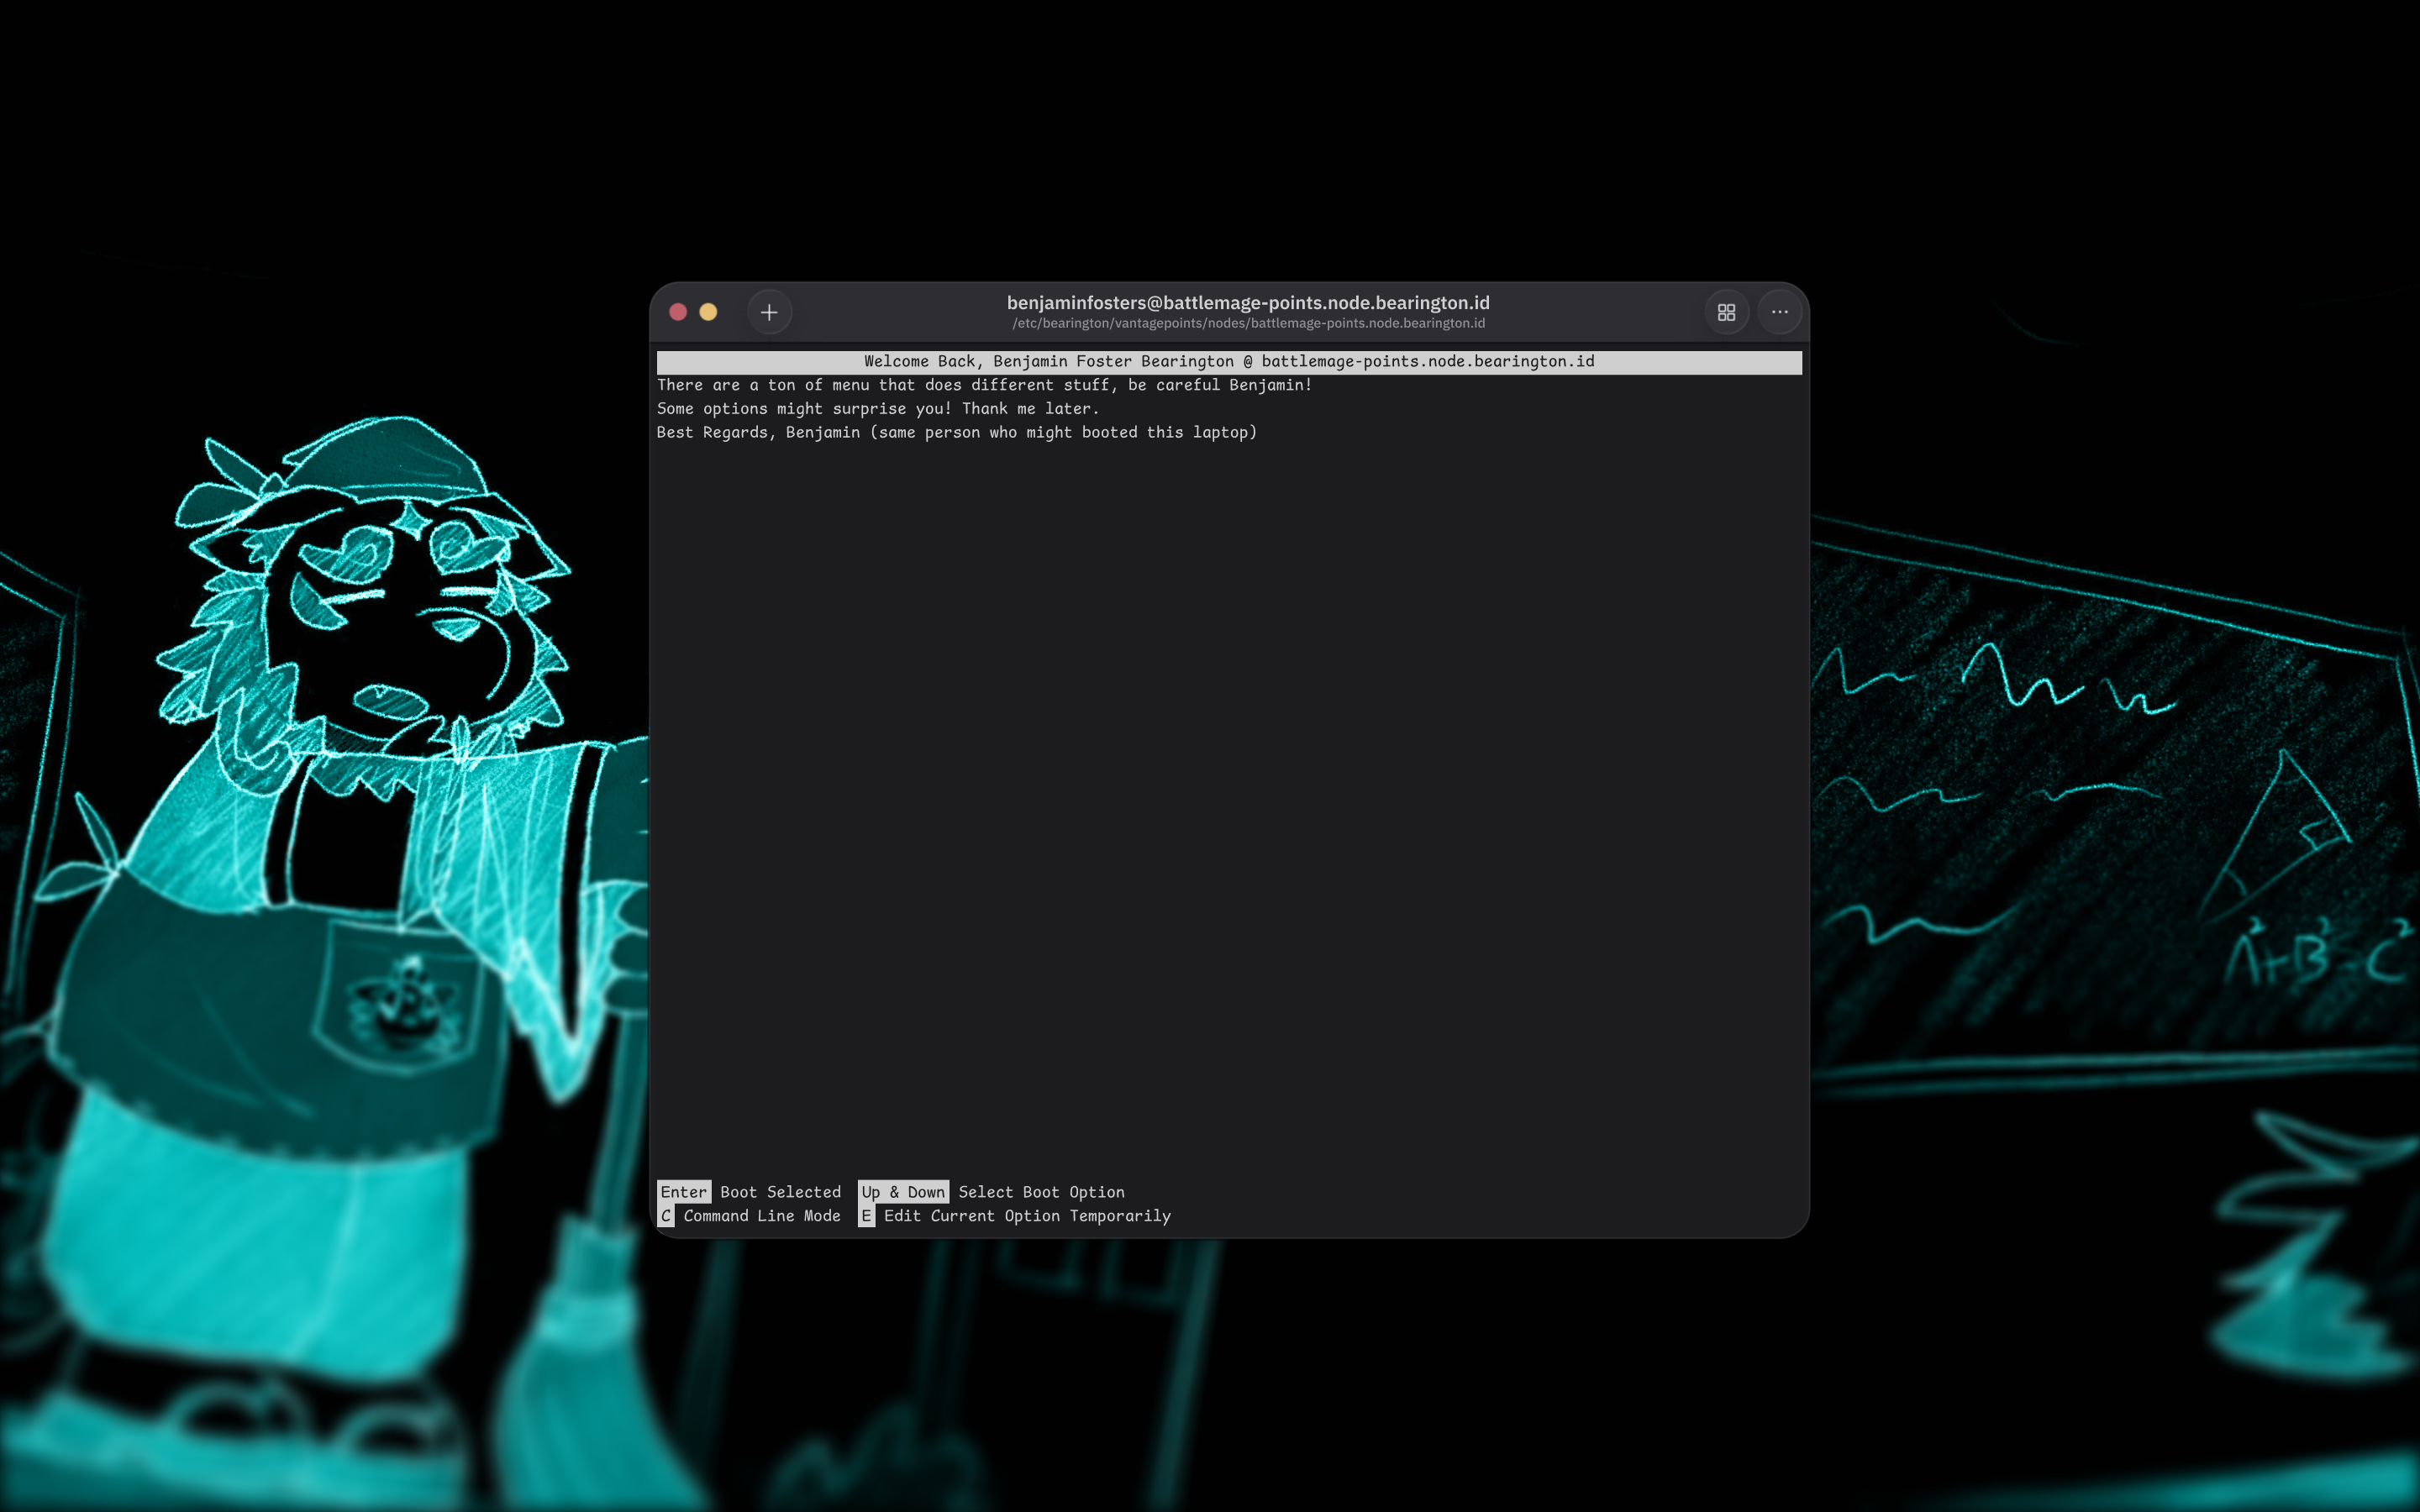 benjaminfosters@battlemage-points.node.bearington.id
/etc/bearington/vantagepoints/nodes/battlemage-points.node.bearington.id
Welcome Back, Benjamin Foster Bearington @ battlemage-points.node.bearington.id
There are a ton of menu that does different stuff, be careful Benjamin!
Some options might surprise you! Thank me later.
Best Regards, Benjamin (same person who might booted this laptop)
A²+B²=C²
Enter Boot Selected Up & Down Select Boot Option
C Command Line Mode E Edit Current Option Temporarily